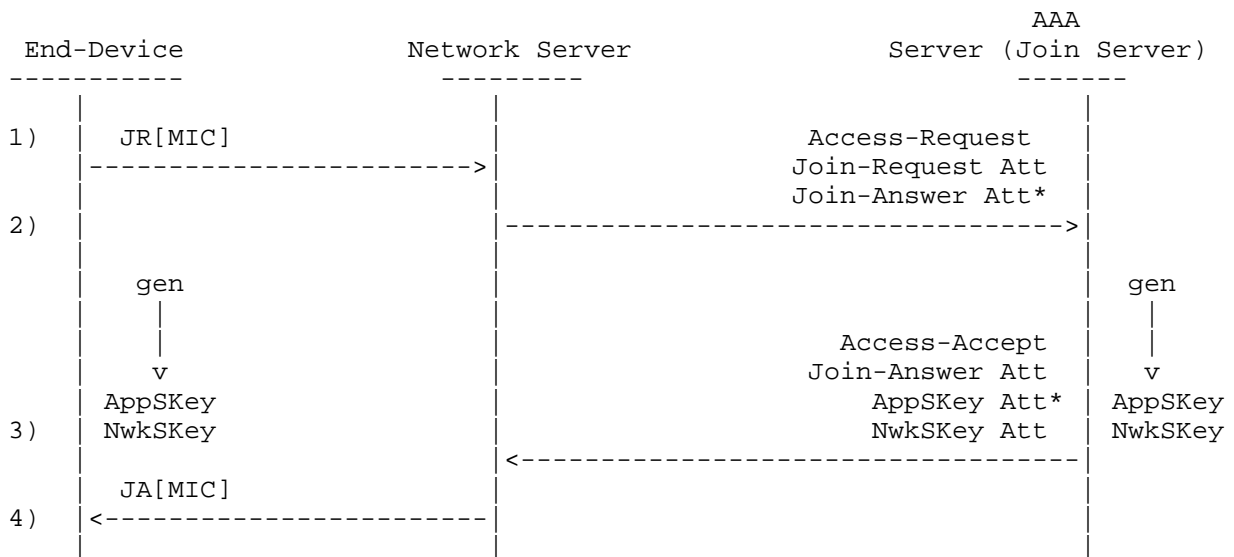 AAA
End-Device Network Server Server (Join Server)
----------- --------- -------
1) JR[MIC] Access-Request
------------------------> Join-Request Att
Join-Answer Att*
2) ----------------------------------->
gen gen
Access-Accept
v Join-Answer Att v
AppSKey AppSKey Att* AppSKey
3) NwkSKey NwkSKey Att NwkSKey
<-----------------------------------
JA[MIC]
4) <------------------------